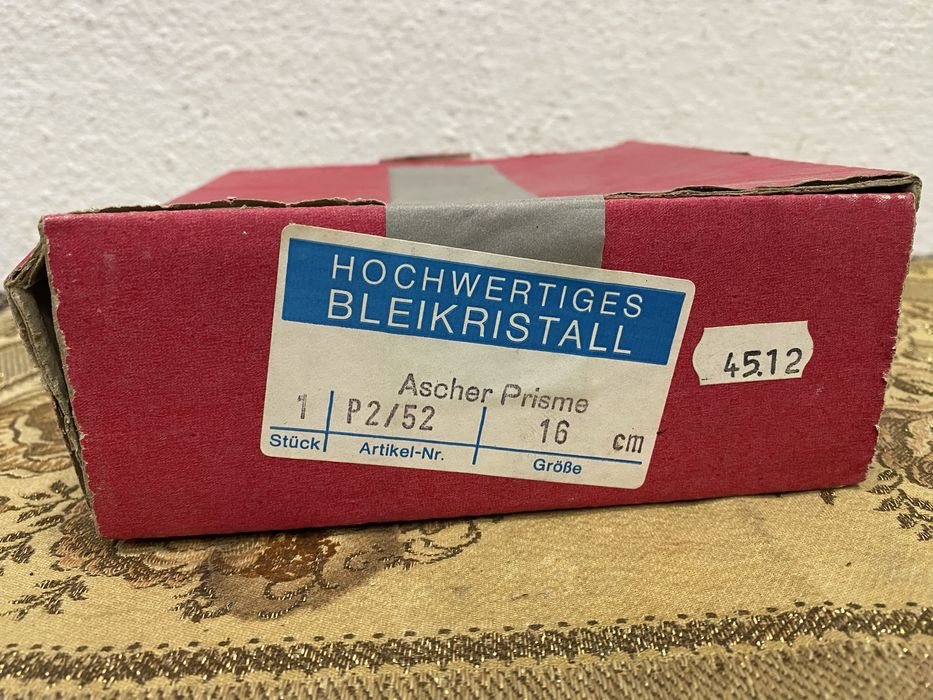 HOCHWERTIGES
BLEIKRISTALL
Ascher Prisme
1 P2/52 16 cm
Stück Artikel-Nr. Größe
45.12